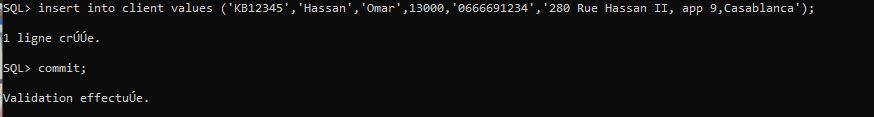 SQL> insert into client values ('KB12345','Hassan','Omar',13000,'0666691234','280 Rue Hassan II, app 9,Casablanca');
1 ligne crÚÚe.
SQL> commit;
Validation effectuÚe.